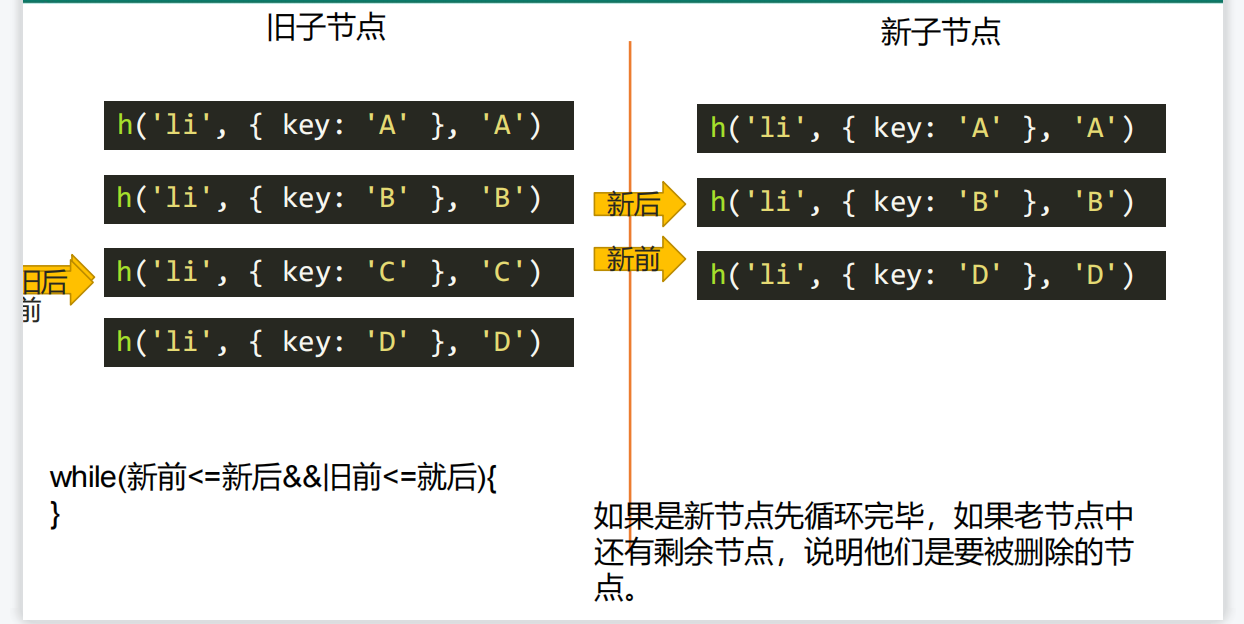 旧子节点
新子节点
h('li', { key: 'A' }, 'A')
h('li', { key: 'A' }, 'A')
h('li', { key: 'B' }, 'B')
新后
h('li', { key: 'B' }, 'B')
旧后
前
h('li', { key: 'C' }, 'C')
新前
h('li', { key: 'D' }, 'D')
h('li', { key: 'D' }, 'D')
while(新前<=新后&&旧前<=就后){
}
如果是新节点先循环完毕，如果老节点中
还有剩余节点，说明他们是要被删除的节
点。